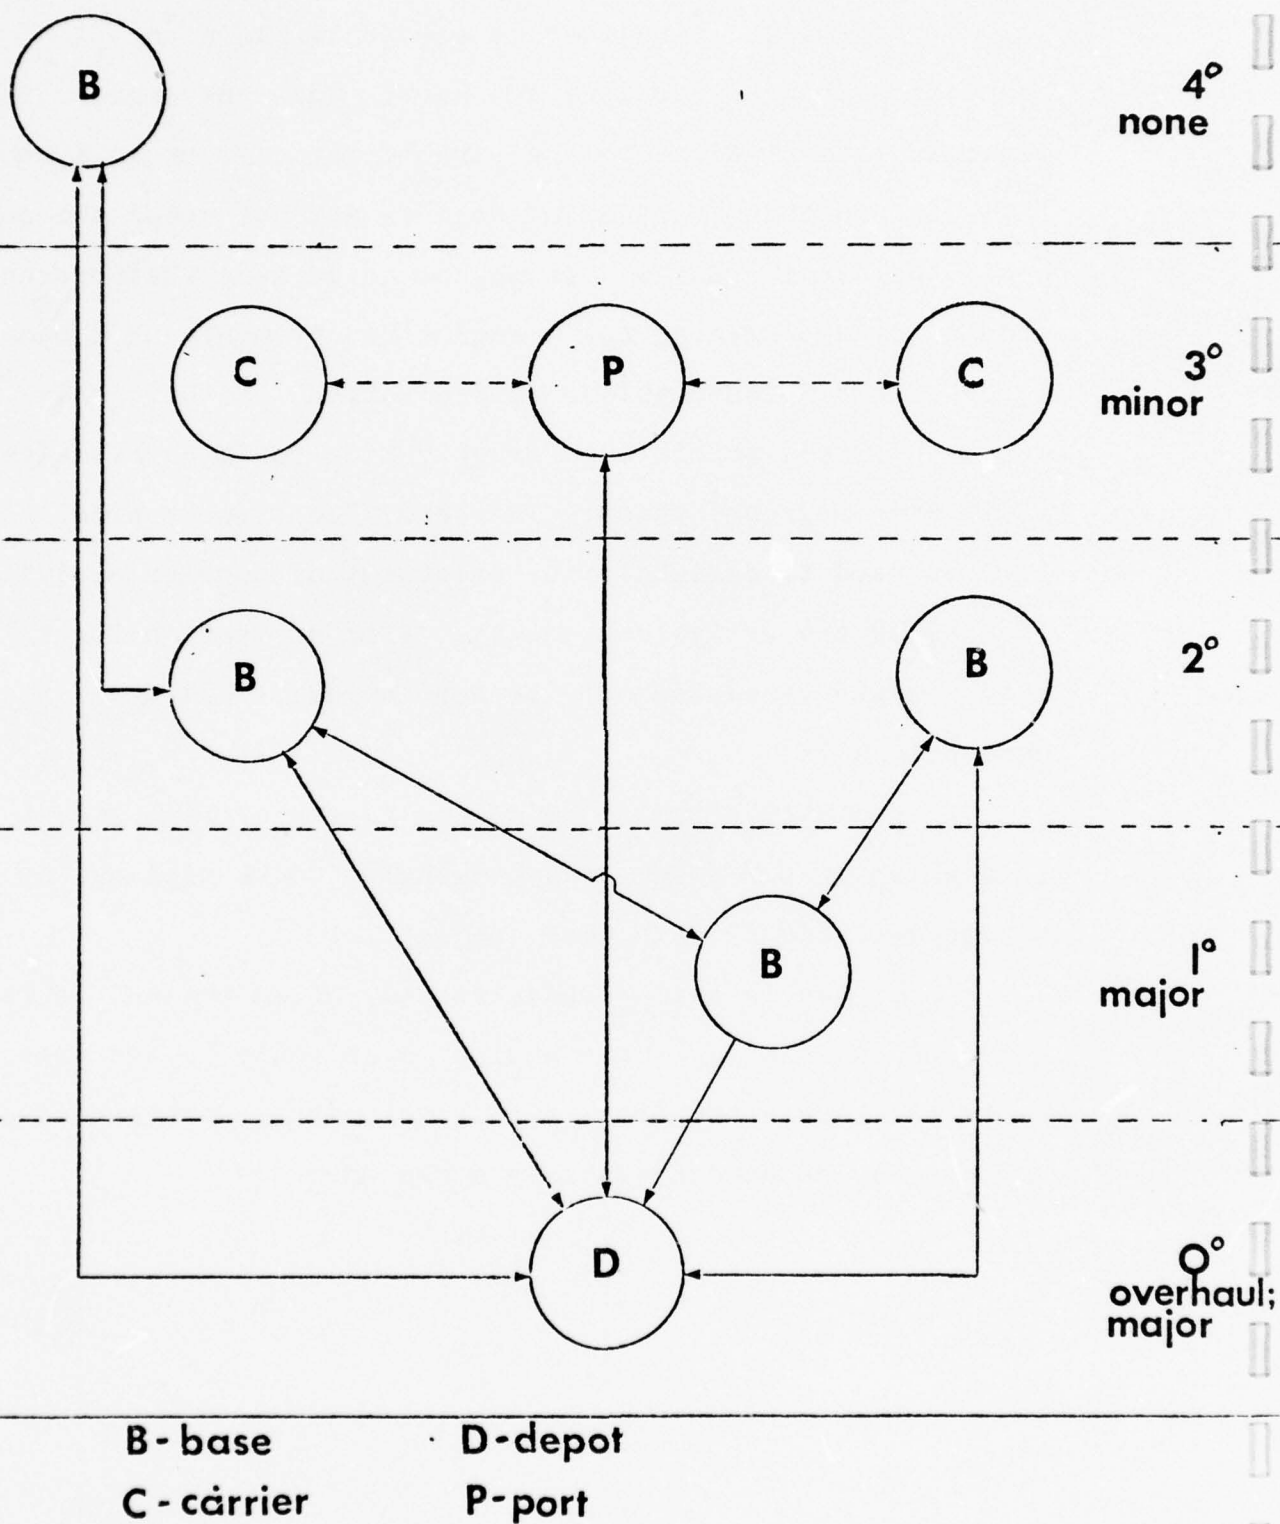 B
4°
none
C
P
C
3°
minor
B
B
2°
B
1°
major
D
0°
overhaul;
major
B - base
D - depot
C - carrier
P - port